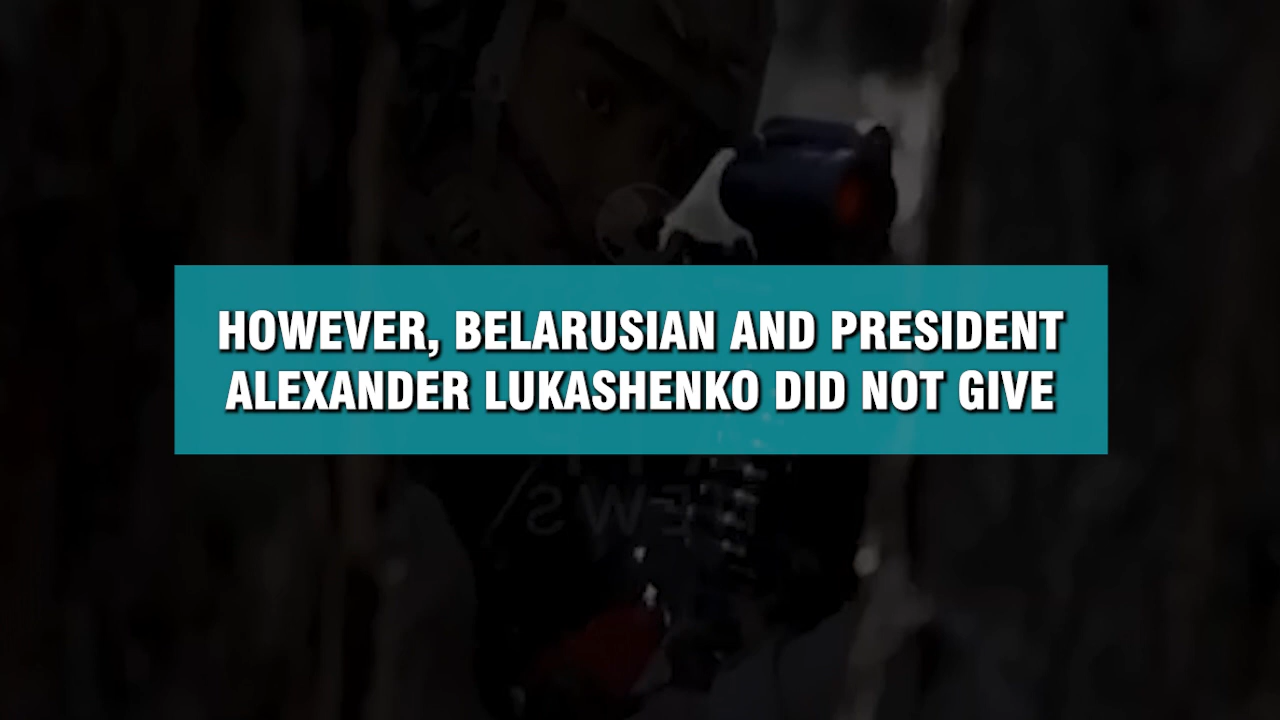 HOWEVER, BELARUSIAN AND PRESIDENT
ALEXANDER LUKASHENKO DID NOT GIVE